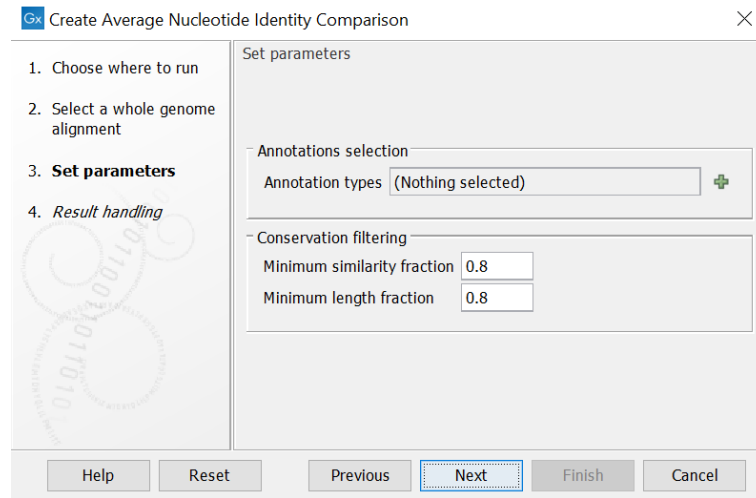 Gx Create Average Nucleotide Identity Comparison
1. Choose where to run
2. Select a whole genome
alignment
3. Set parameters
4. Result handling
Set parameters
Annotations selection
Annotation types (Nothing selected)
Conservation filtering
Minimum similarity fraction 0.8
Minimum length fraction 0.8
Help Reset Previous Next Finish Cancel